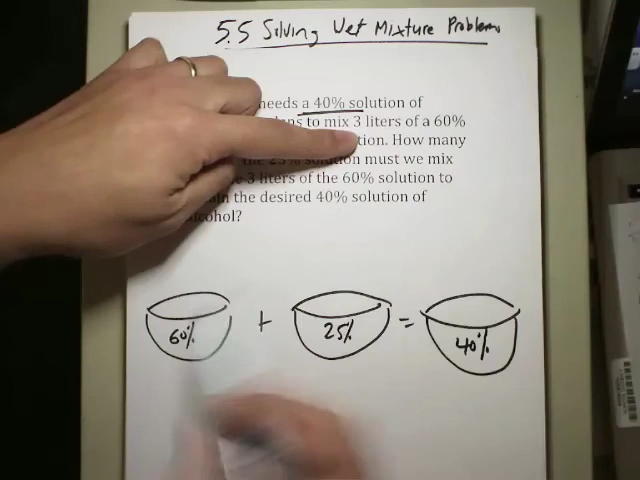 5.5 Solving Wet Mixture Problems
needs a 40% solution of
to mix 3 liters of a 60%
How many
the 25% solution must we mix
3 liters of the 60% solution to
the desired 40% solution of
alcohol?
60% + 25% = 40%